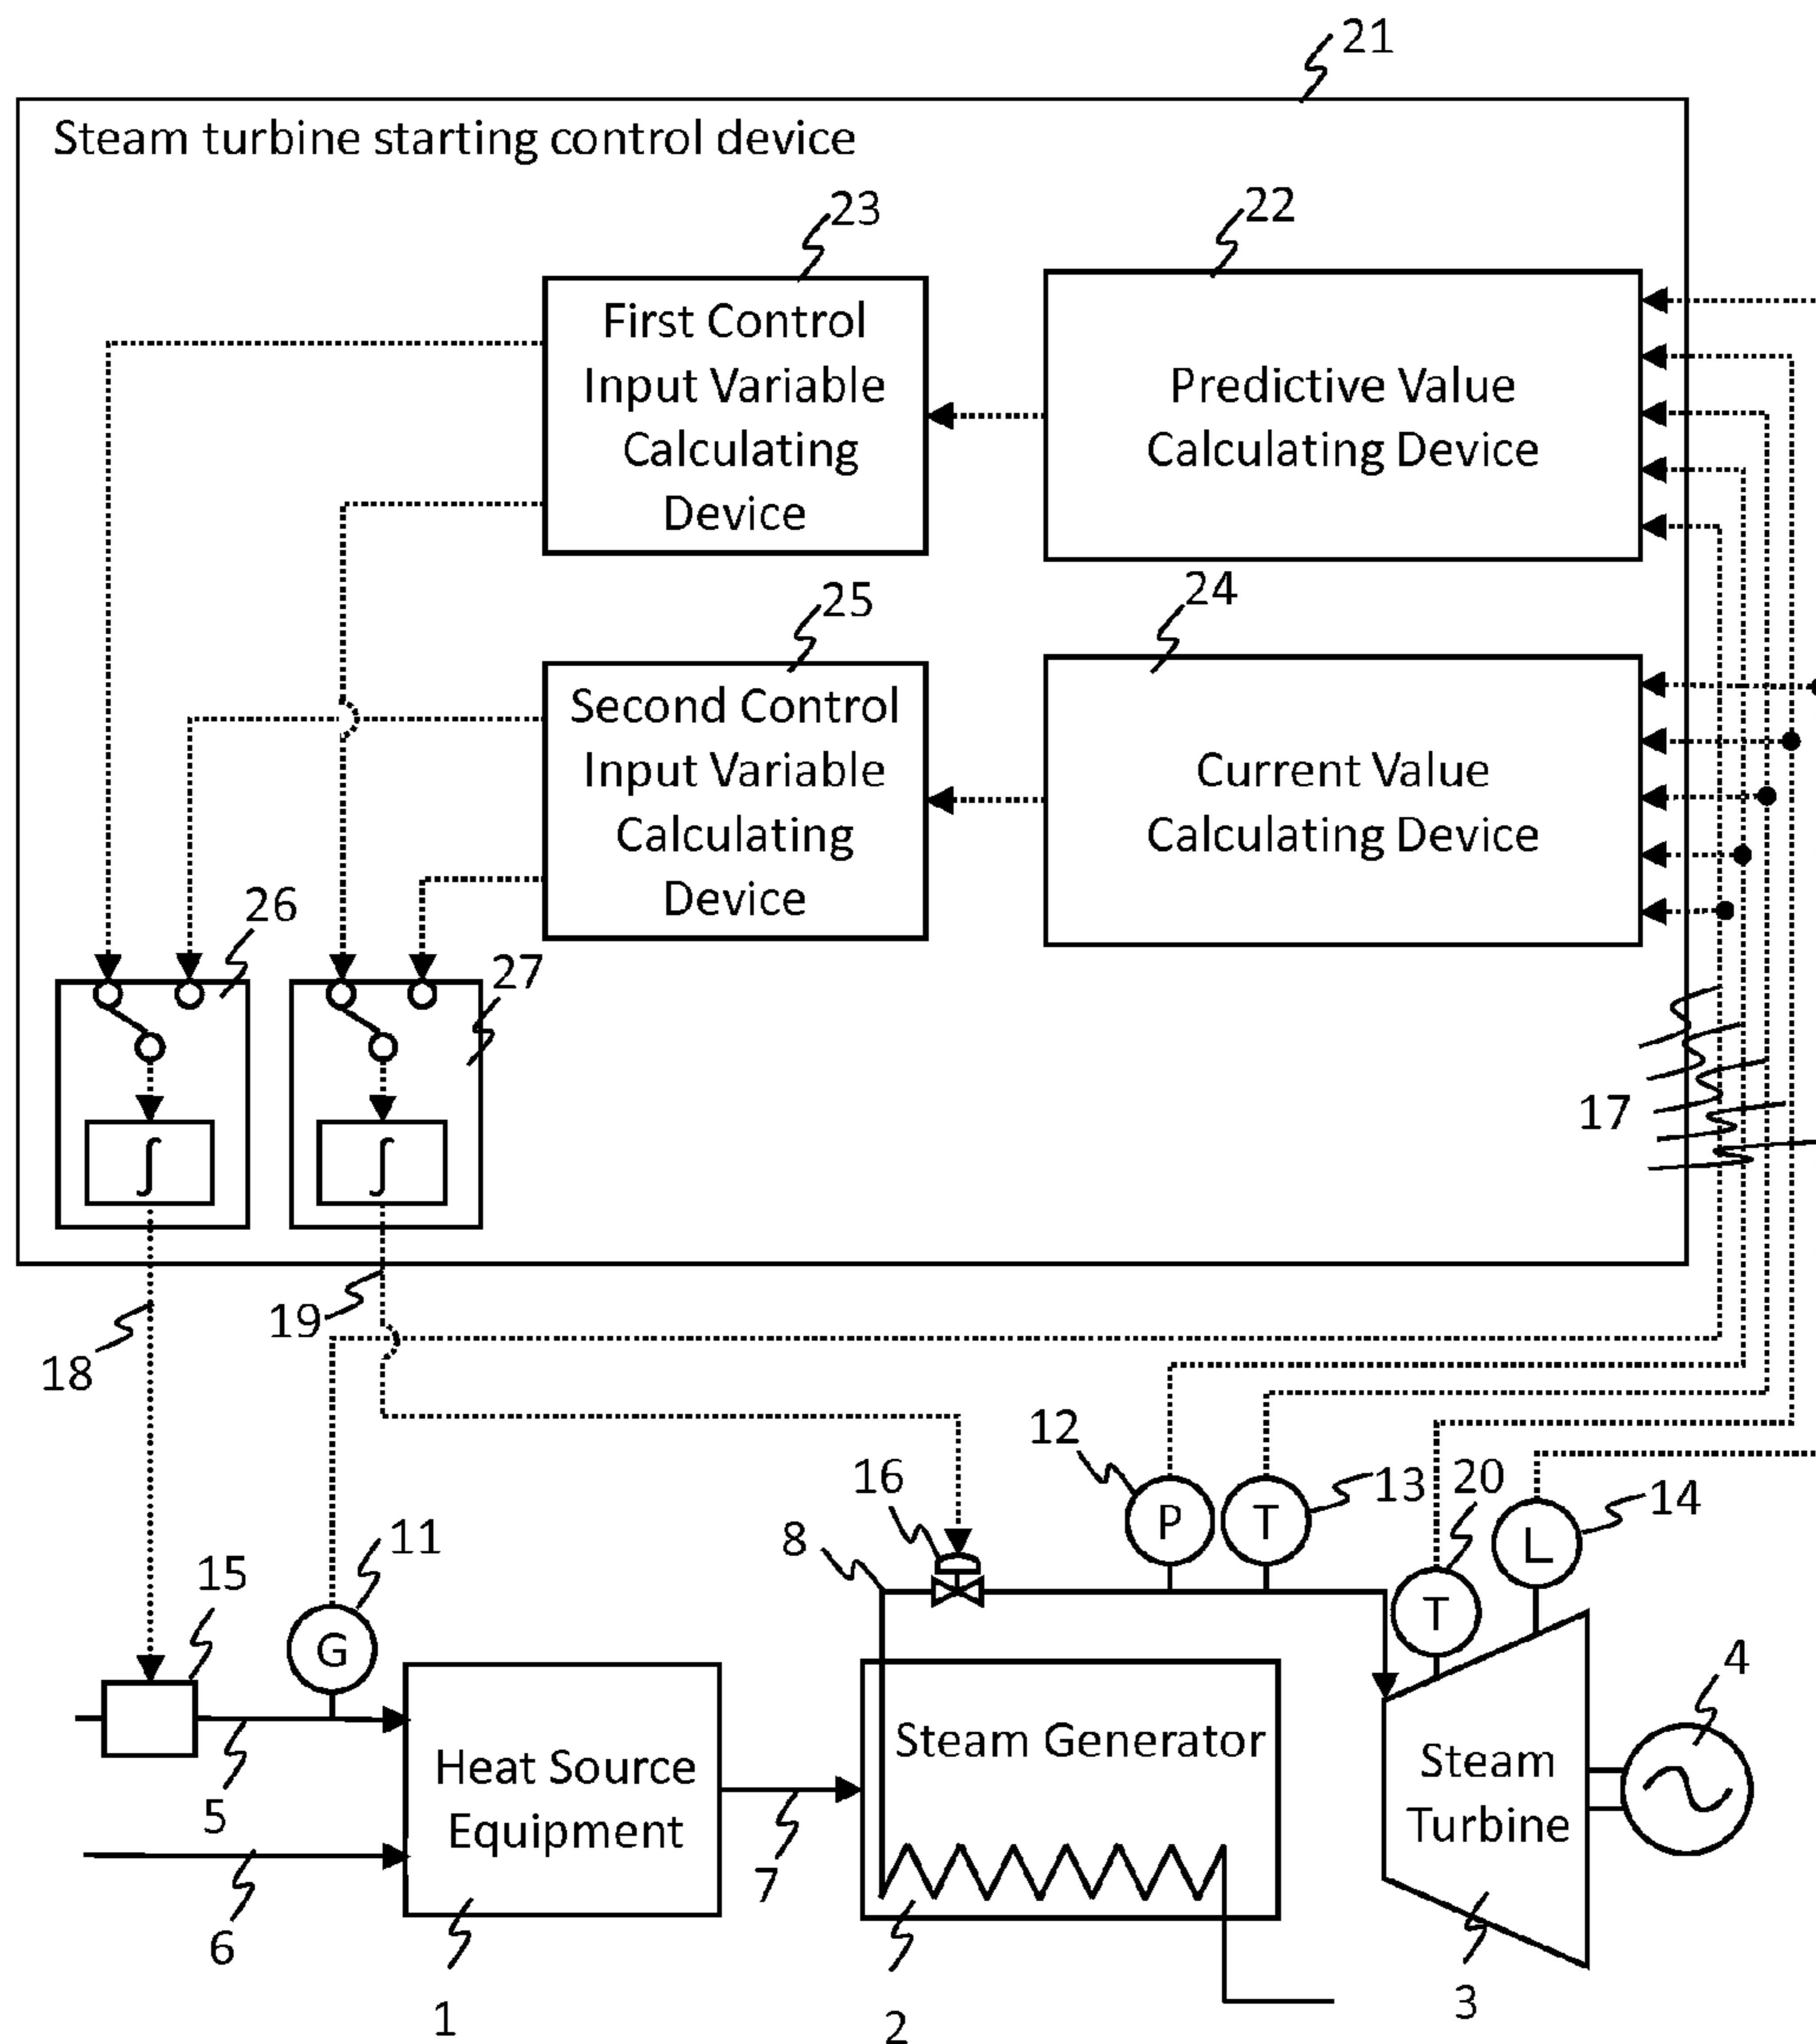 21
Steam turbine starting control device
23
22
First Control
Input Variable
Calculating
Device
Predictive Value
Calculating Device
25
24
Second Control
Input Variable
Calculating
Device
Current Value
Calculating Device
26
27
17
∫
∫
18
19
12
13
20
14
16
8
P
T
L
11
15
T
G
4
Heat Source
Equipment
Steam Generator
Steam
Turbine
5
6
7
1
2
3